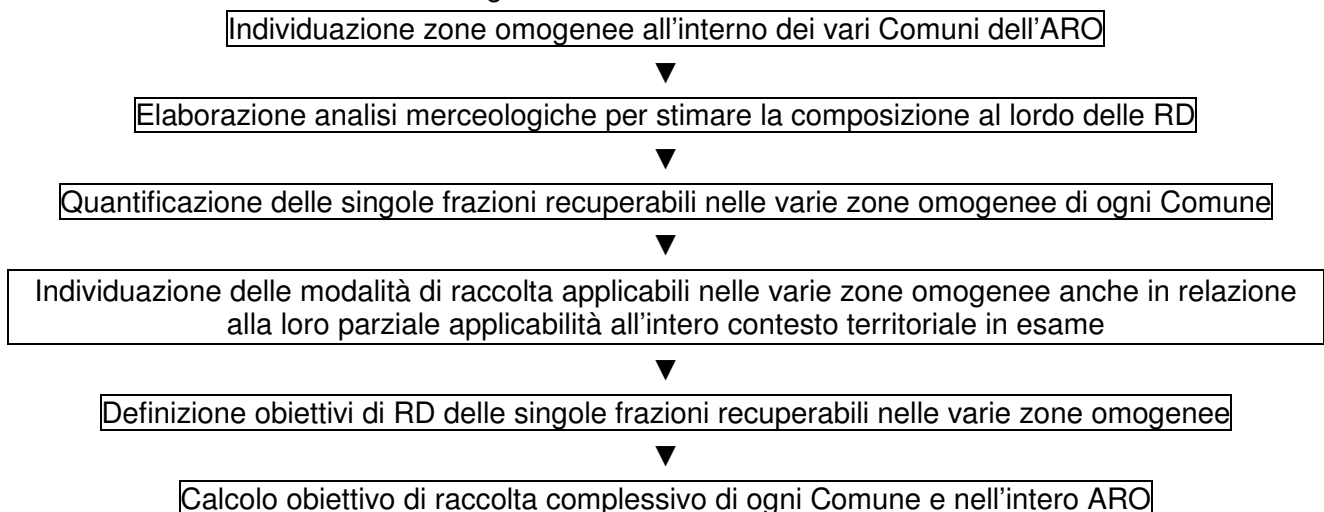 Individuazione zone omogenee all'interno dei vari Comuni dell'ARO
▼
Elaborazione analisi merceologiche per stimare la composizione al lordo delle RD
▼
Quantificazione delle singole frazioni recuperabili nelle varie zone omogenee di ogni Comune
▼
Individuazione delle modalità di raccolta applicabili nelle varie zone omogenee anche in relazione
alla loro parziale applicabilità all'intero contesto territoriale in esame
▼
Definizione obiettivi di RD delle singole frazioni recuperabili nelle varie zone omogenee
▼
Calcolo obiettivo di raccolta complessivo di ogni Comune e nell'intero ARO